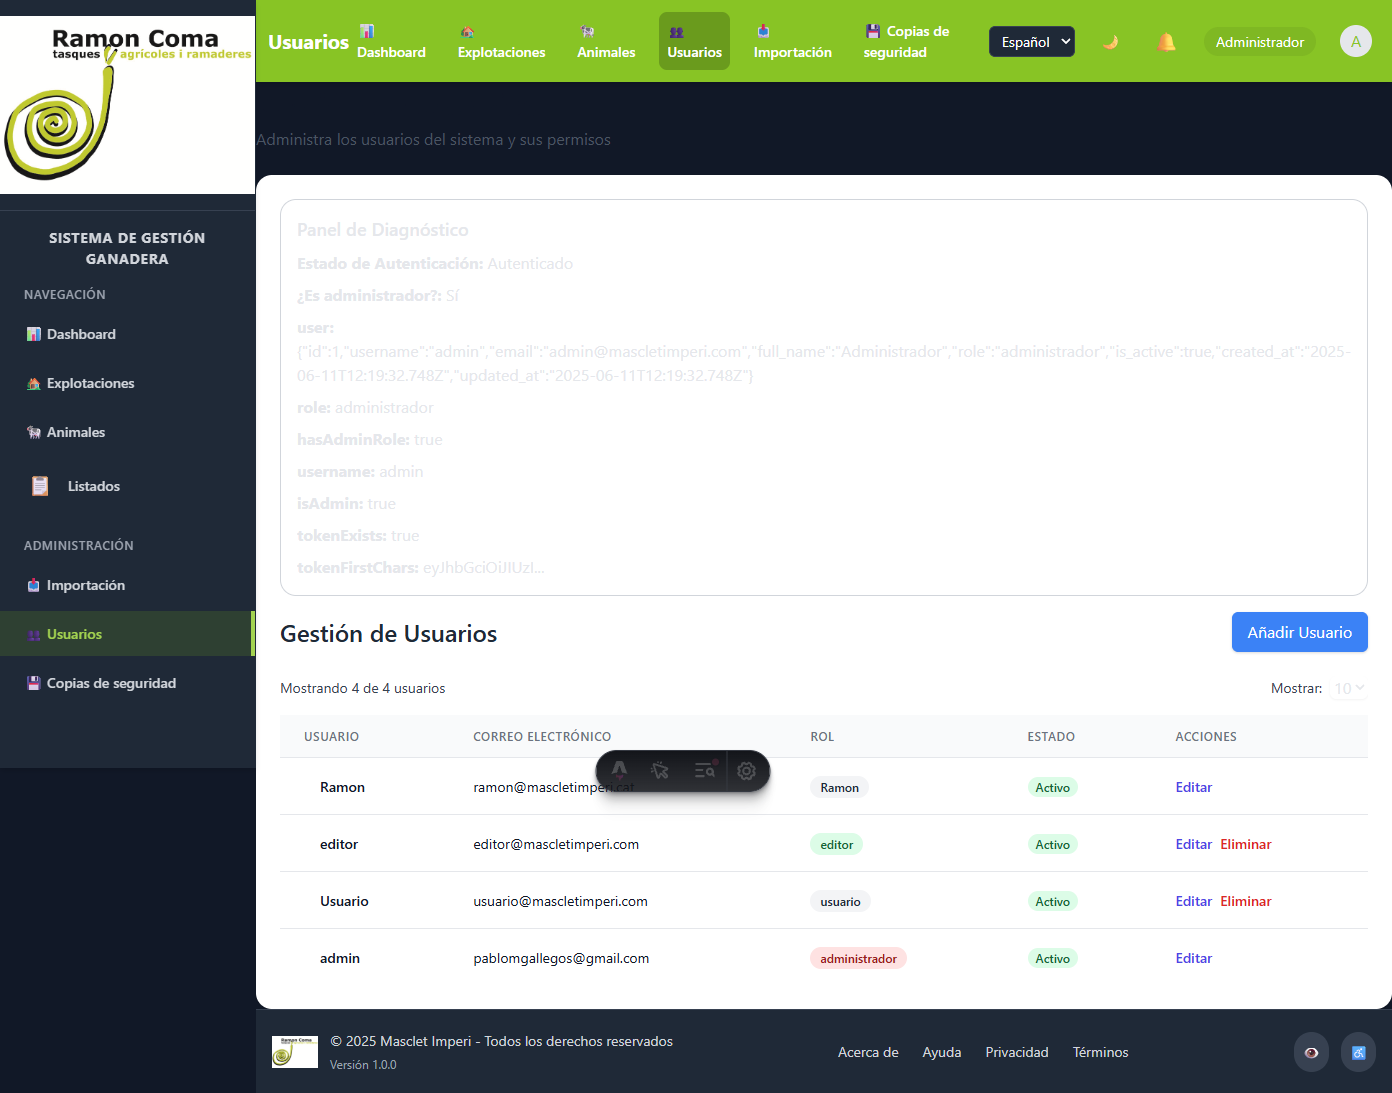 Ramon Coma
tasques agrícoles i ramaderes
SISTEMA DE GESTIÓN
GANADERA
NAVEGACIÓN
Dashboard
Explotaciones
Animales
Listados
ADMINISTRACIÓN
Importación
Usuarios
Copias de seguridad
Usuarios
Dashboard
Explotaciones
Animales
Usuarios
Importación
Copias de
seguridad
Español
Administrador
A
Administra los usuarios del sistema y sus permisos
Panel de Diagnóstico
Estado de Autenticación: Autenticado
¿Es administrador?: Sí
user:
{"id":1,"username":"admin","email":"admin@mascletimperi.com","full_name":"Administrador","role":"administrador","is_active":true,"created_at":"2025-
06-11T12:19:32.748Z","updated_at":"2025-06-11T12:19:32.748Z"}
role: administrador
hasAdminRole: true
username: admin
isAdmin: true
tokenExists: true
tokenFirstChars: eyJhbGciOiJIUzI...
Gestión de Usuarios
Añadir Usuario
Mostrando 4 de 4 usuarios
Mostrar: 10
USUARIO CORREO ELECTRÓNICO ROL ESTADO ACCIONES
Ramon ramon@mascletimperi.cat Ramon Activo Editar
editor editor@mascletimperi.com editor Activo Editar Eliminar
Usuario usuario@mascletimperi.com usuario Activo Editar Eliminar
admin pablomgallegos@gmail.com administrador Activo Editar
Ramon Coma
© 2025 Masclet Imperi - Todos los derechos reservados
Versión 1.0.0
Acerca de Ayuda Privacidad Términos